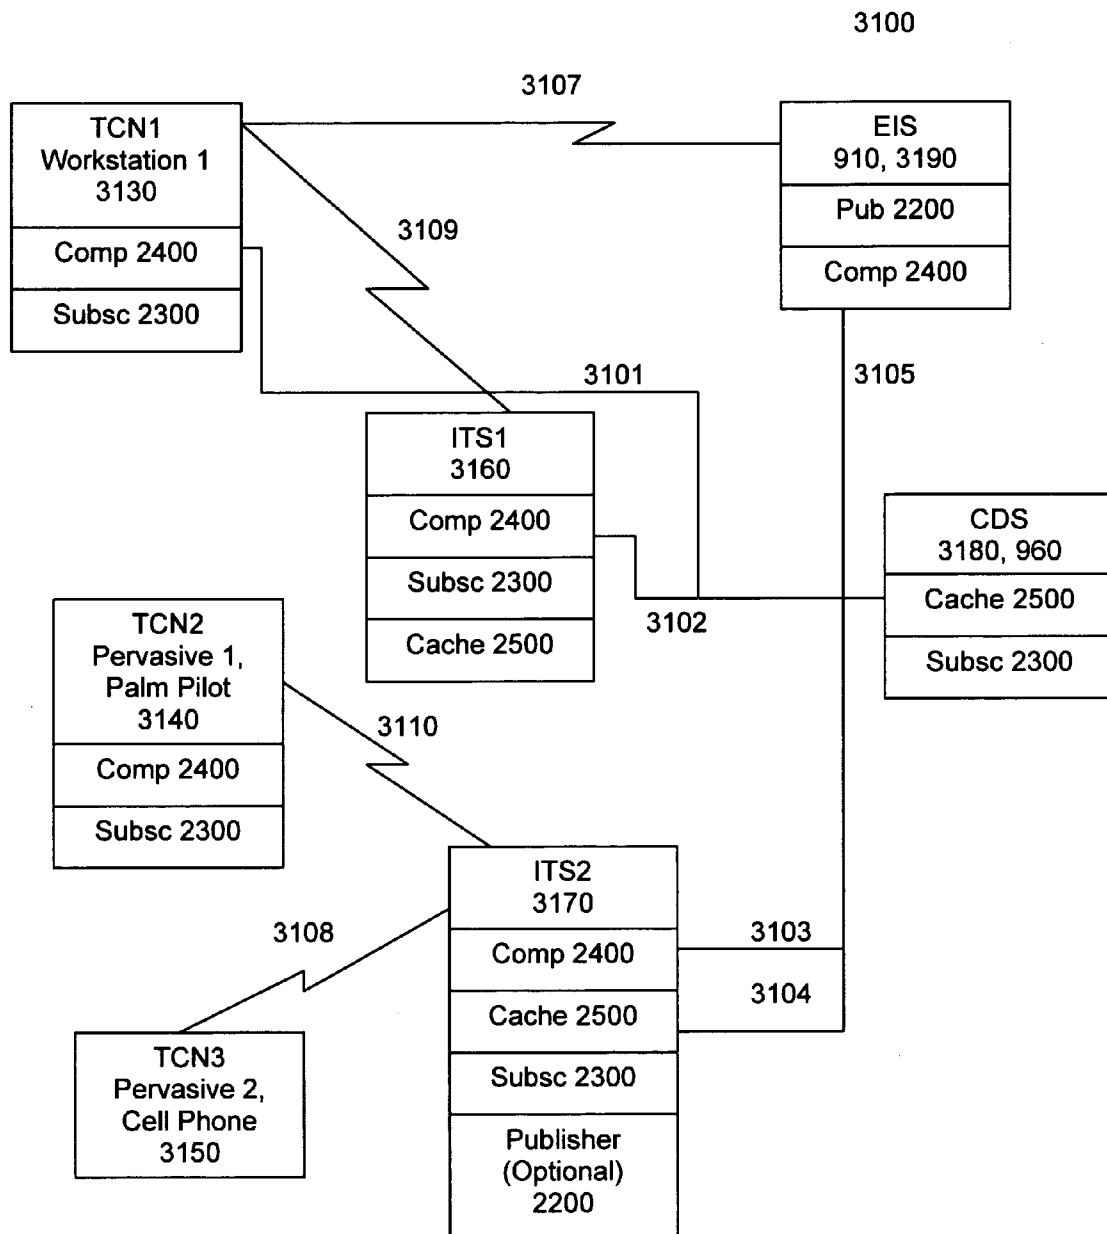 3100
3107
TCN1
Workstation 1
3130
Comp 2400
Subsc 2300
EIS
910, 3190
Pub 2200
Comp 2400
3109
3101
3105
ITS1
3160
Comp 2400
Subsc 2300
Cache 2500
CDS
3180, 960
Cache 2500
Subsc 2300
3102
TCN2
Pervasive 1,
Palm Pilot
3140
Comp 2400
Subsc 2300
3110
ITS2
3170
Comp 2400
Cache 2500
Subsc 2300
Publisher
(Optional)
2200
3103
3104
3108
TCN3
Pervasive 2,
Cell Phone
3150